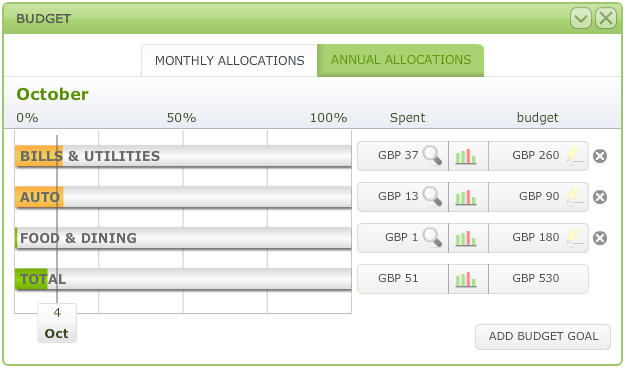 BUDGET
MONTHLY ALLOCATIONS ANNUAL ALLOCATIONS
October
0% 50% 100% Spent budget
BILLS & UTILITIES GBP 37 GBP 260
AUTO GBP 13 GBP 90
FOOD & DINING GBP 1 GBP 180
TOTAL GBP 51 GBP 530
4
Oct
ADD BUDGET GOAL